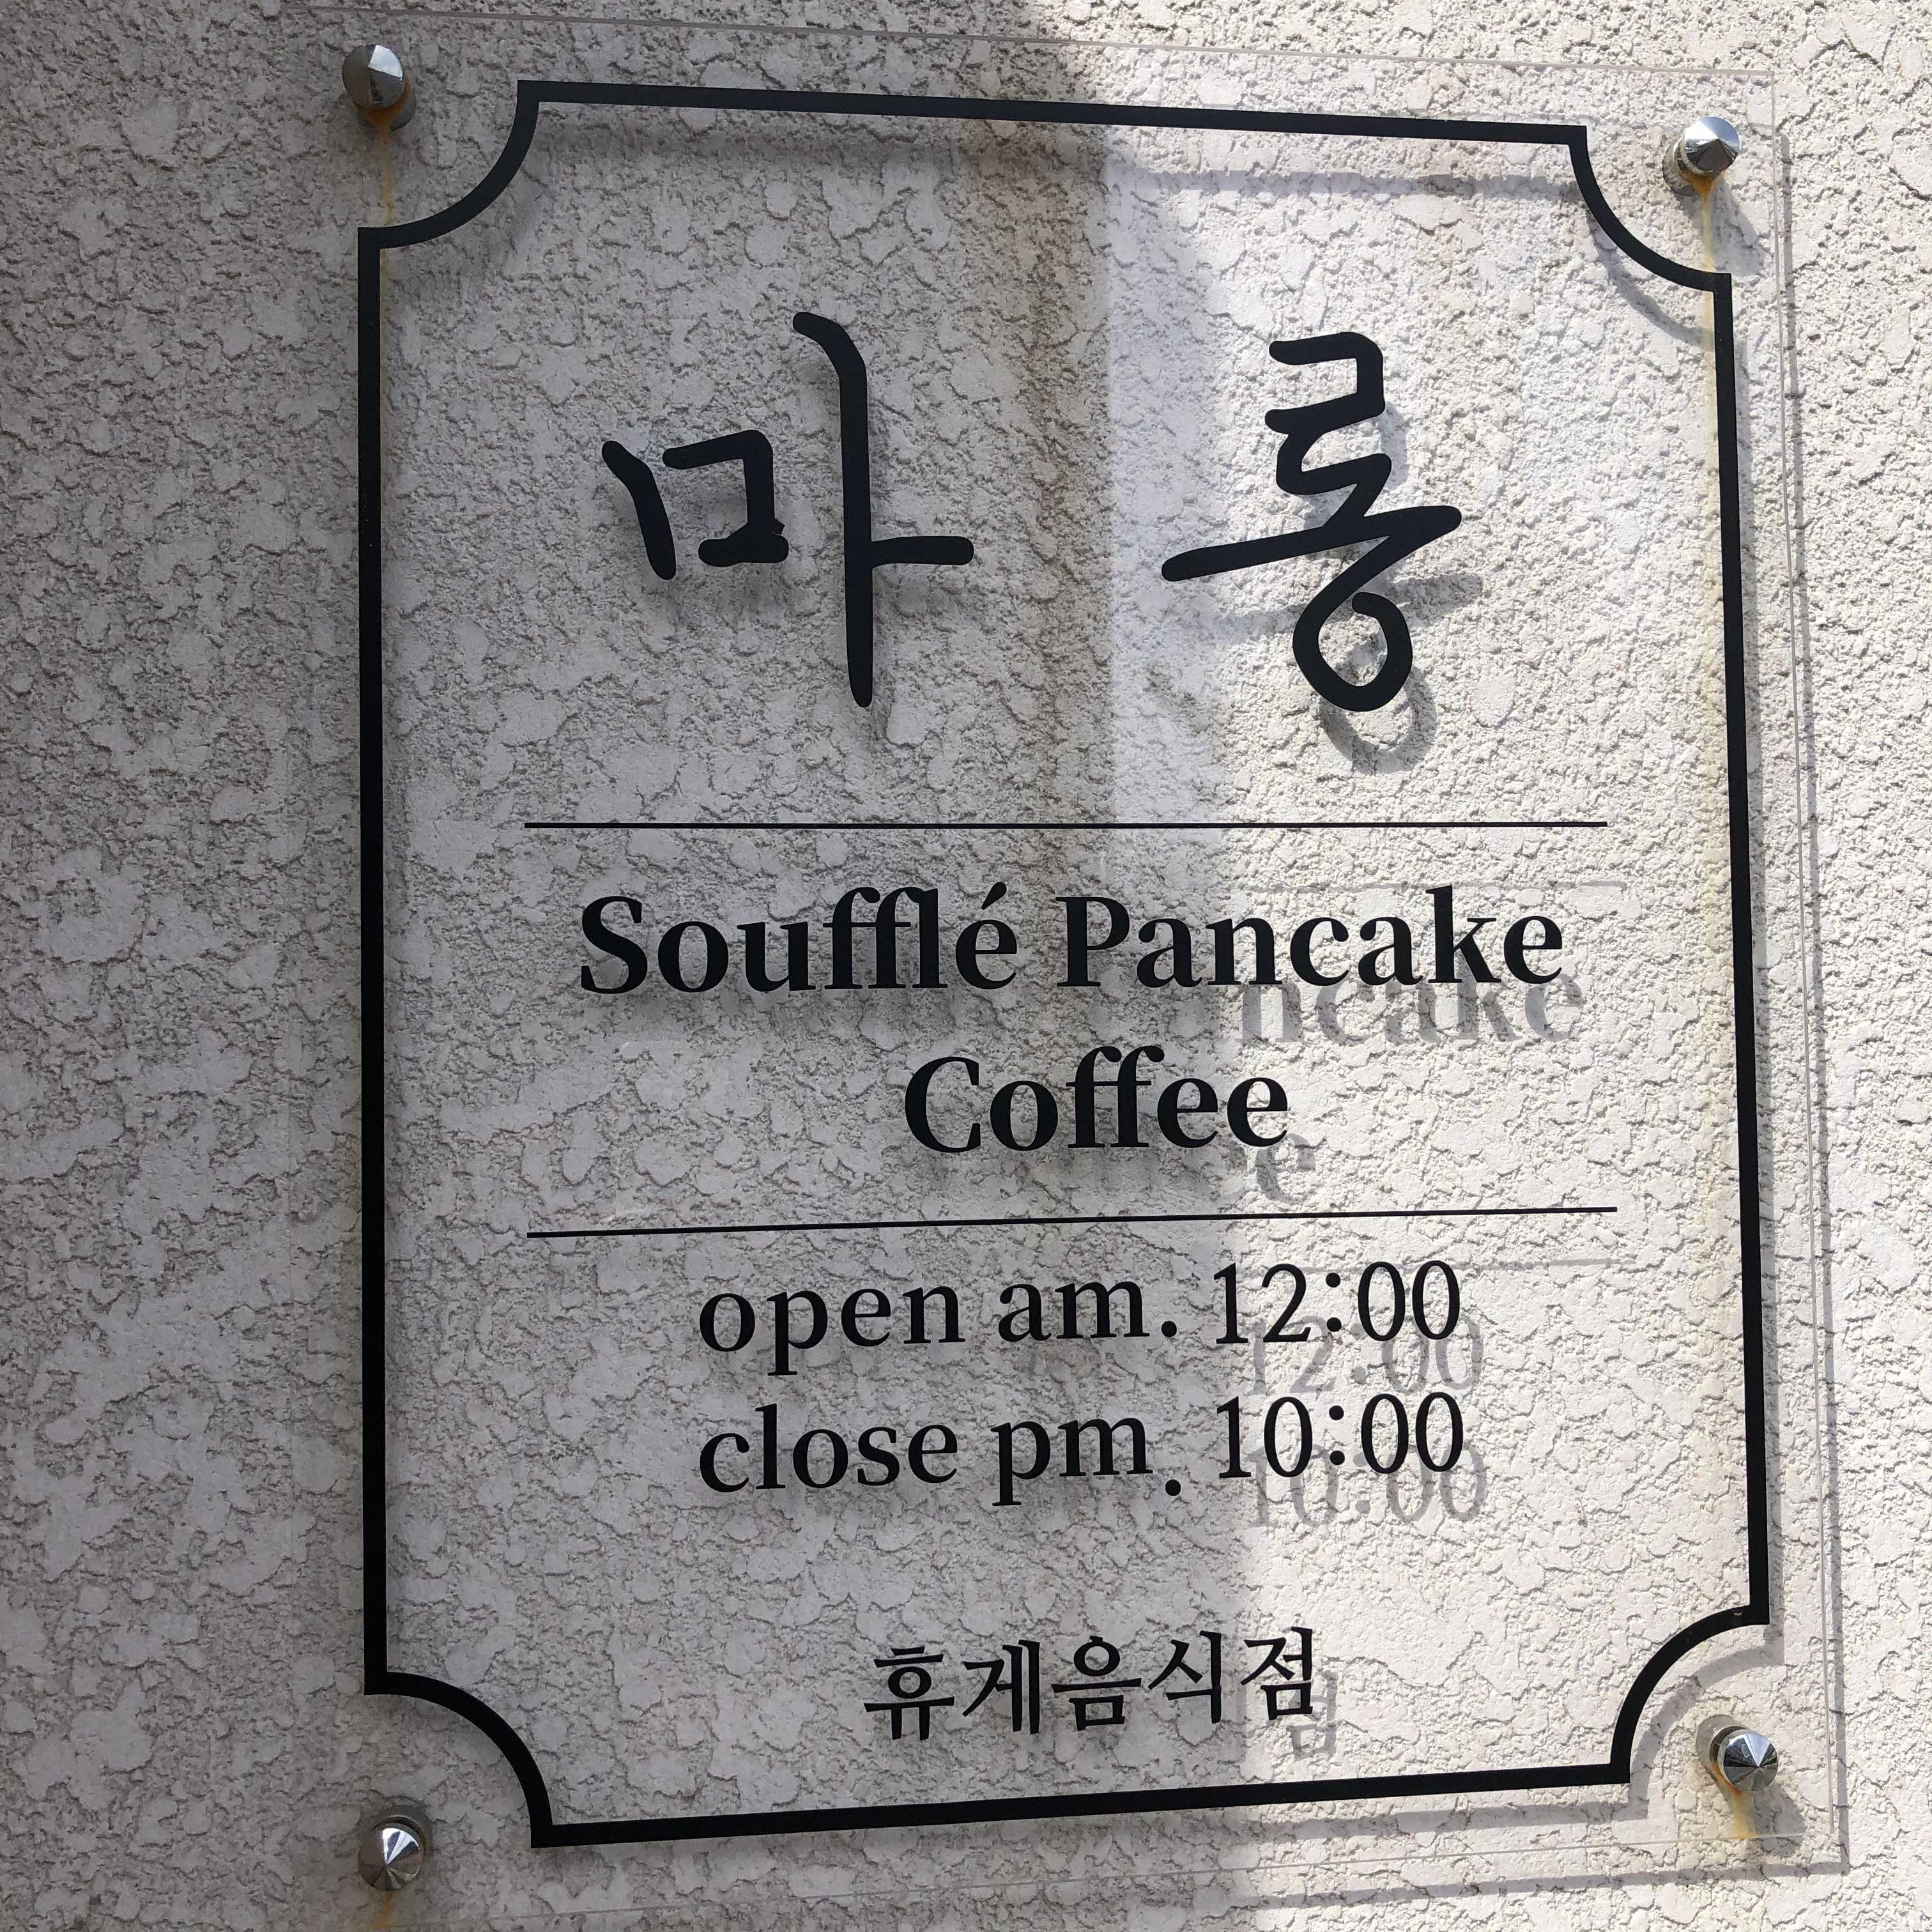 마롱
Soufflé Pancake
Coffee
open am. 12:00
close pm. 10:00
휴게음식점